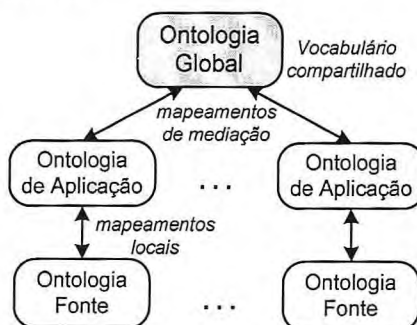 Ontologia
Global
Vocabulário
compartilhado
mapeamentos
de mediação
Ontologia
de Aplicação
. . .
Ontologia
de Aplicação
mapeamentos
locais
Ontologia
Fonte
. . .
Ontologia
Fonte